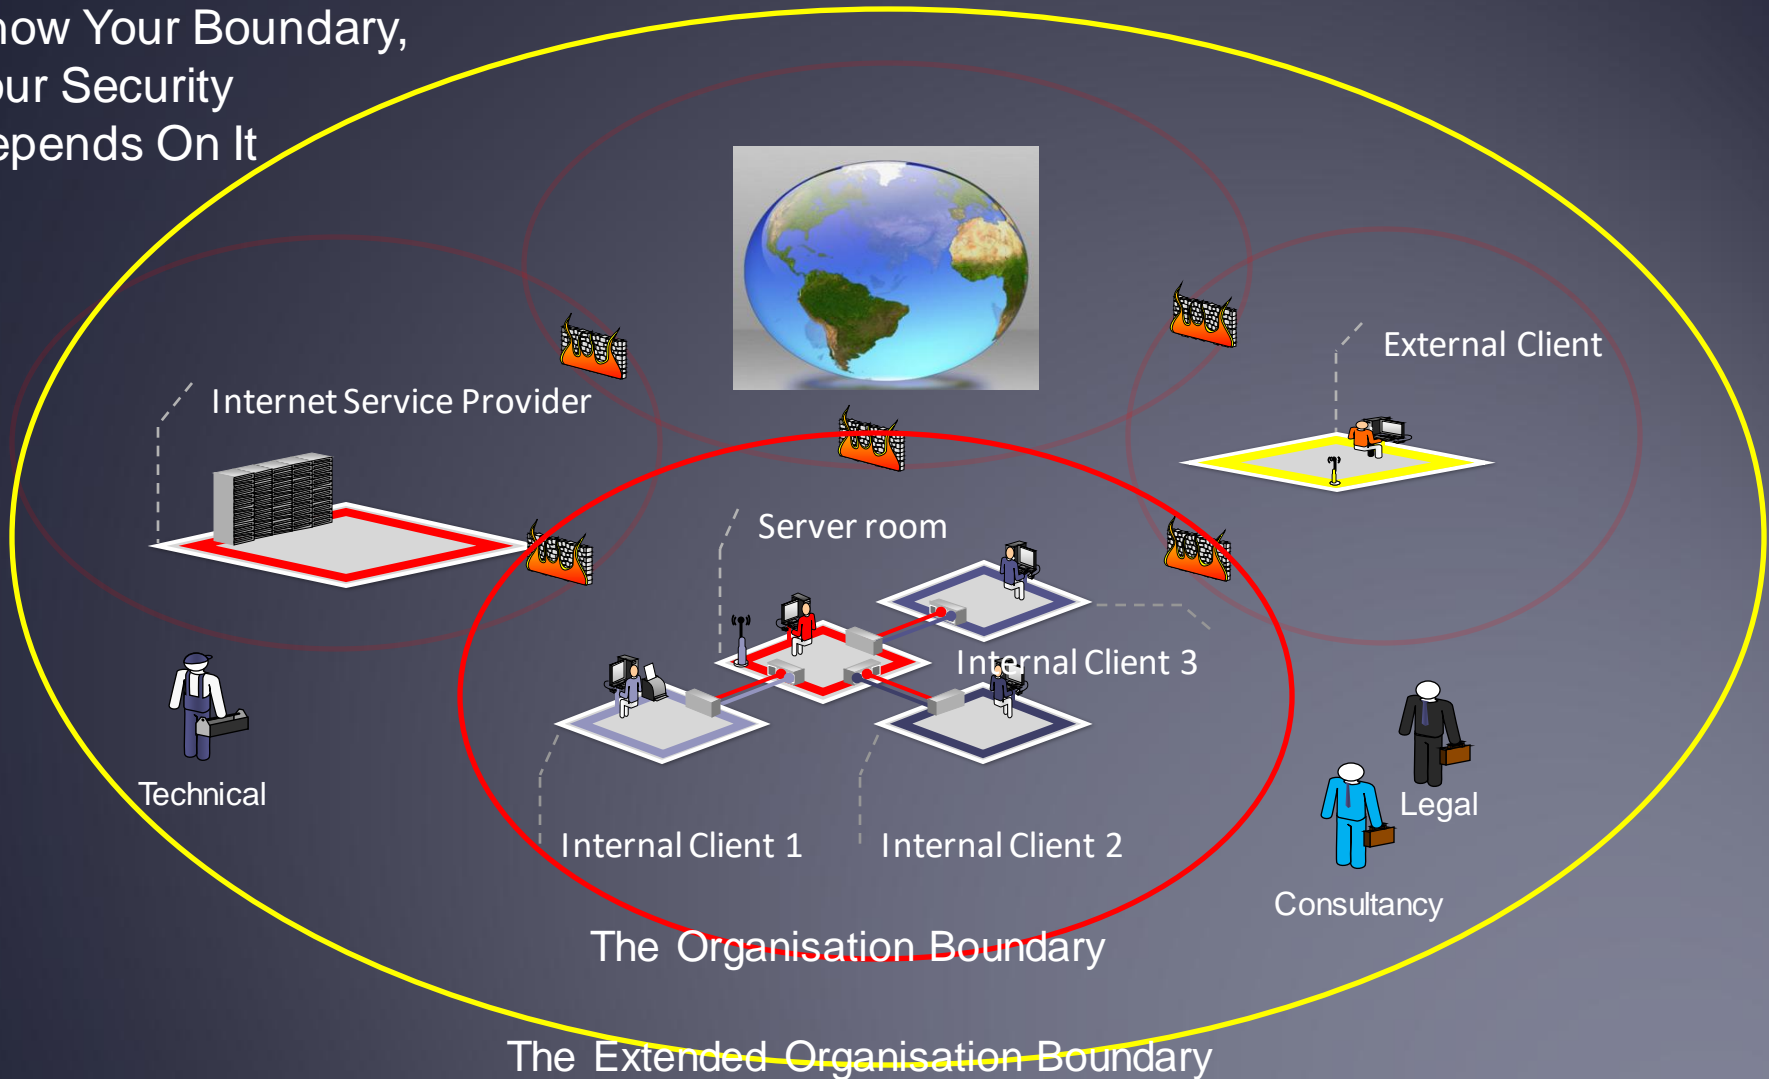 now Your Boundary,
our Security
epends On It
External Client
Internet Service Provider
Server room
Internal Client 3
Technical
Legal
Internal Client 1
Internal Client 2
Consultancy
The Organisation Boundary
The Extended Organisation Boundary